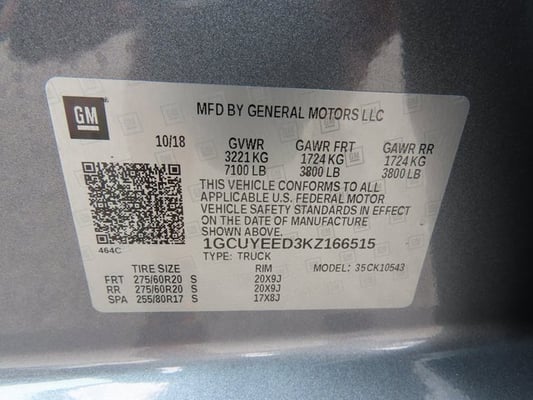 GM
MFD BY GENERAL MOTORS LLC
10/18 GVWR GAWR FRT GAWR RR
3221 KG 1724 KG 1724 KG
7100 LB 3800 LB 3800 LB
THIS VEHICLE CONFORMS TO ALL
APPLICABLE U.S. FEDERAL MOTOR
VEHICLE SAFETY STANDARDS IN EFFECT
ON THE DATE OF MANUFACTURE
SHOWN ABOVE.
464C
1GCUYEED3KZ166515
TYPE: TRUCK
TIRE SIZE RIM MODEL: 35CK10543
FRT 275/60R20 S 20X9J
RR 275/60R20 S 20X9J
SPA 255/80R17 S 17X8J